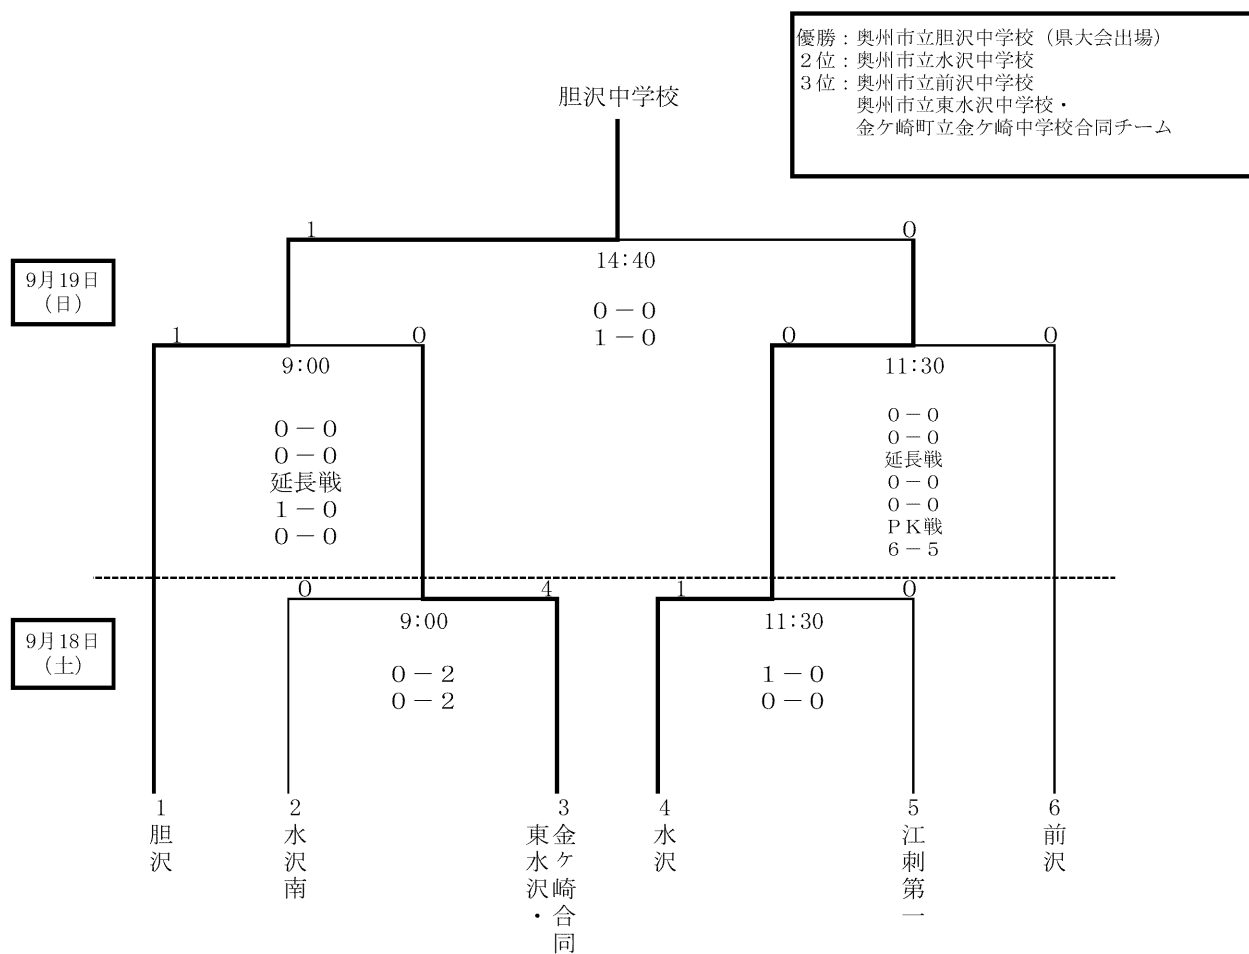 優勝：奥州市立胆沢中学校（県大会出場）
２位：奥州市立水沢中学校
３位：奥州市立前沢中学校
奥州市立東水沢中学校・
金ケ崎町立金ケ崎中学校合同チーム
胆沢中学校
1
0
14:40
０－０
１－０
9月19日
（日）
1
0
9:00
０－０
０－０
延長戦
１－０
０－０
0
0
11:30
０－０
０－０
延長戦
０－０
０－０
ＰＫ戦
６－５
9月18日
（土）
0
4
9:00
０－２
０－２
1
0
11:30
１－０
０－０
1
胆沢
2
水沢南
3
東水沢・
金ケ崎合同
4
水沢
5
江刺第一
6
前沢